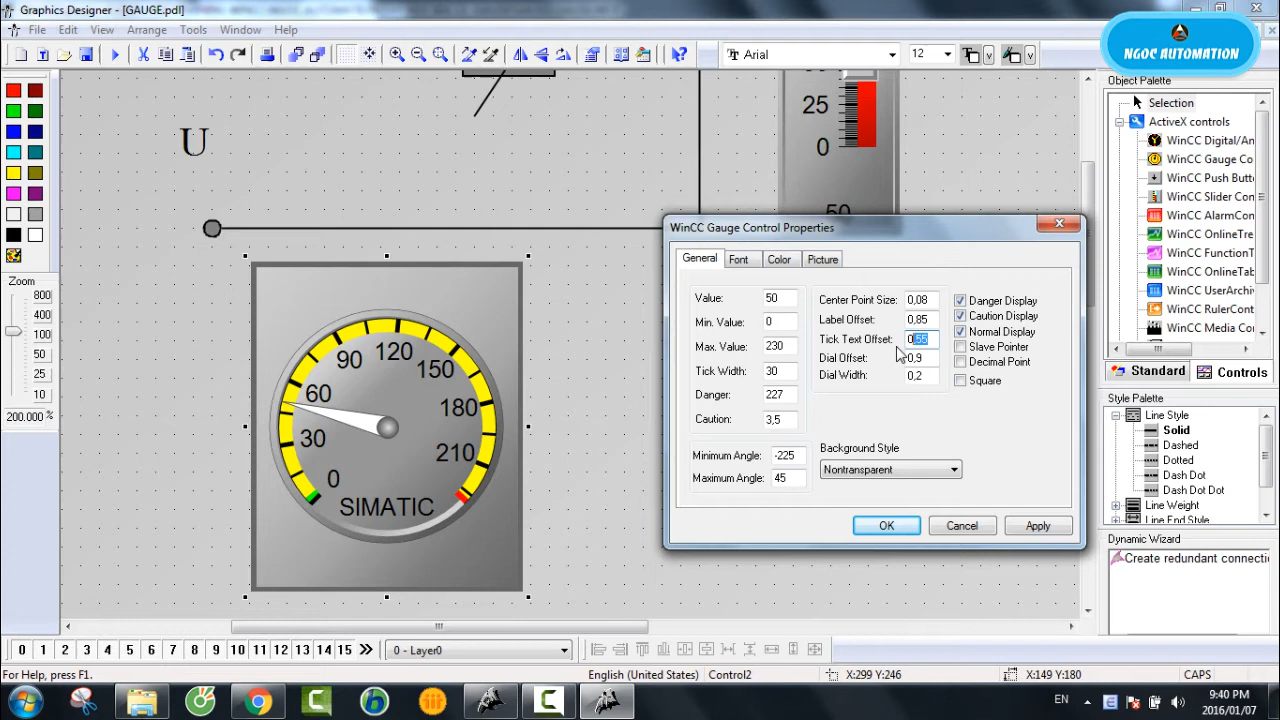 Graphics Designer - [GAUGE.pdl]
File Edit View Arrange Tools Window Help
Arial 12
NGOC AUTOMATION
Zoom
800
400
100
50
25
10
200.000 %
U
25
0
50
0
30
60
90
120
150
180
210
SIMATIC
WinCC Gauge Control Properties
General Font Color Picture
Value: 50
Min. Value: 0
Max. Value: 230
Tick Width: 30
Danger: 227
Caution: 3,5
Minimum Angle: -225
Maximum Angle: 45
Center Point Size: 0,08
Label Offset: 0,85
Tick Text Offset: 0,55
Dial Offset: 0,9
Dial Width: 0,2
Danger Display
Caution Display
Normal Display
Slave Pointer
Decimal Point
Square
Background Style
Nontransparent
OK Cancel Apply
Object Palette
Selection
ActiveX controls
WinCC Digital/An
WinCC Gauge Co
WinCC Push Butt
WinCC Slider Con
WinCC AlarmCon
WinCC OnlineTre
WinCC FunctionT
WinCC OnlineTab
WinCC UserArchiv
WinCC RulerCont
WinCC Media Co
Standard Controls
Style Palette
Line Style
Solid
Dashed
Dotted
Dash Dot
Dash Dot Dot
Line Weight
Line End Style
Dynamic Wizard
Create redundant connectio
0 1 2 3 4 5 6 7 8 9 10 11 12 13 14 15 0 - Layer0
For Help, press F1. English (United States) Control2 X:299 Y:246 X:149 Y:180 CAPS
EN 9:40 PM
2016/01/07